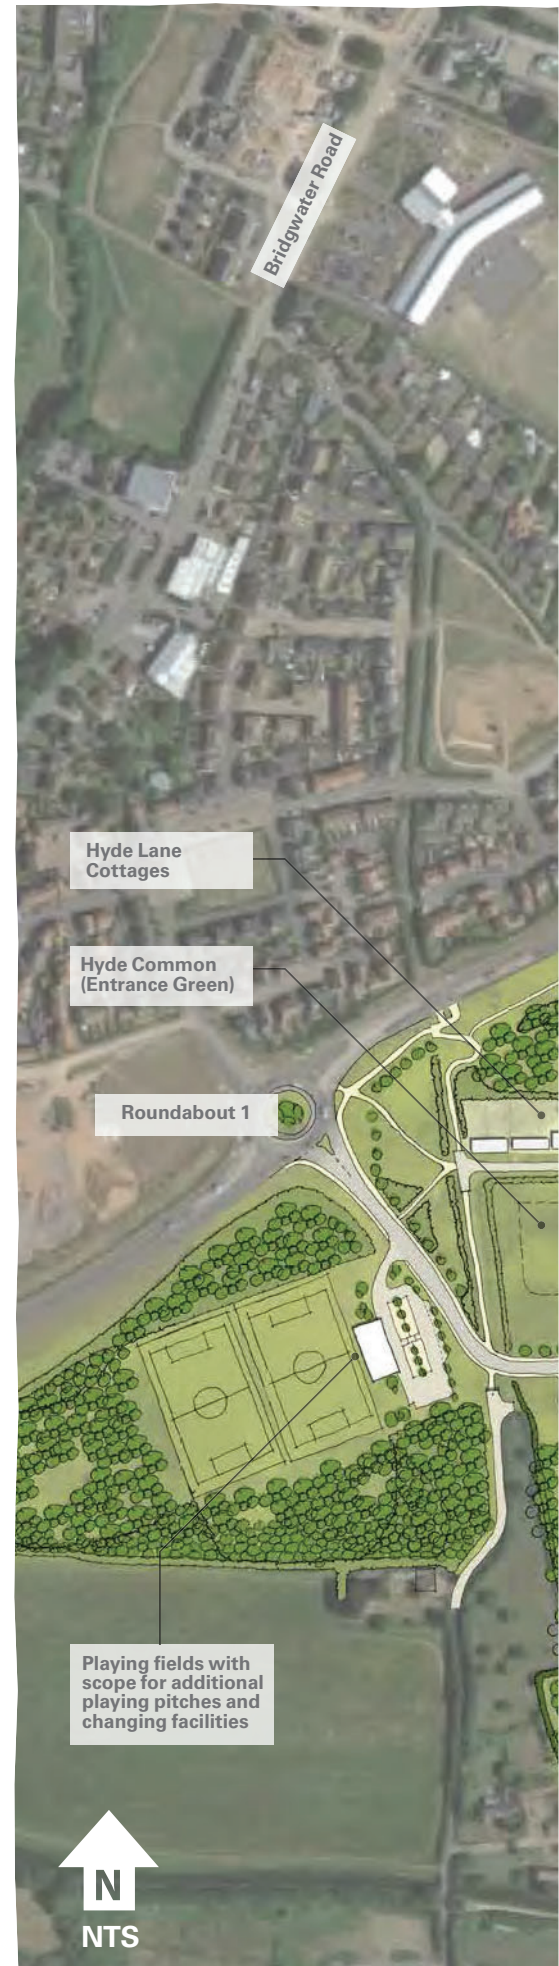 Bridgwater Road
Hyde Lane
Cottages
Hyde Common
(Entrance Green)
Roundabout 1
Playing fields with
scope for additional
playing pitches and
changing facilities
N
NTS